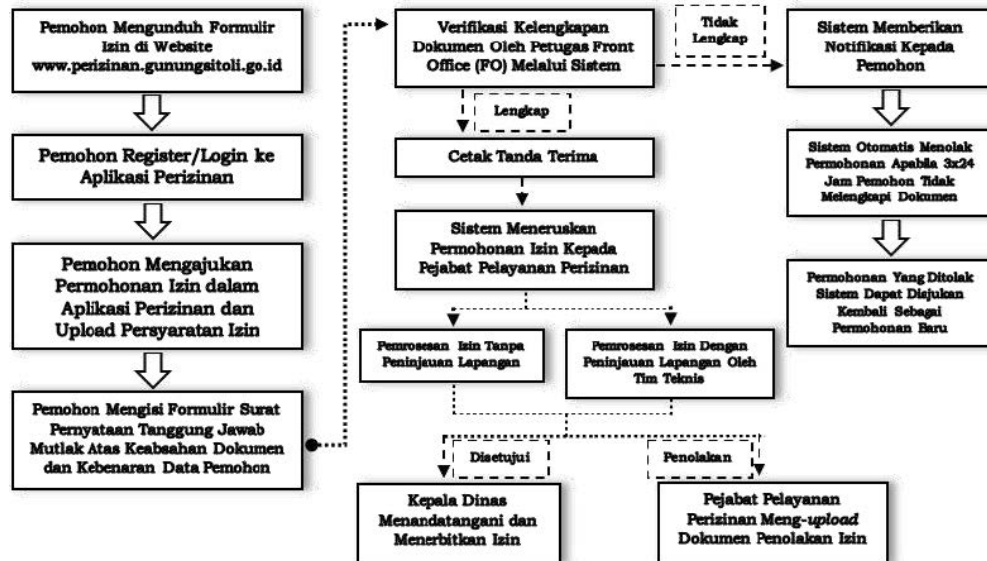 Pemohon Mengunduh Formulir
Izin di Website
www.perizinan.gunungsitoli.go.id
Pemohon Register/Login ke
Aplikasi Perizinan
Pemohon Mengajukan
Permohonan Izin dalam
Aplikasi Perizinan dan
Upload Persyaratan Izin
Pemohon Mengisi Formulir Surat
Pernyataan Tanggung Jawab
Mutlak Atas Keabsahan Dokumen
dan Kebenaran Data Pemohon
Verifikasi Kelengkapan
Dokumen Oleh Petugas Front
Office (FO) Melalui Sistem
Tidak
Lengkap
Lengkap
Cetak Tanda Terima
Sistem Meneruskan
Permohonan Izin Kepada
Pejabat Pelayanan Perizinan
Pemrosesan Izin Tanpa
Peninjauan Lapangan
Pemrosesan Izin Dengan
Peninjauan Lapangan Oleh
Tim Teknis
Disetujui
Penolakan
Kepala Dinas
Menandatangani dan
Menerbitkan Izin
Pejabat Pelayanan
Perizinan Meng-upload
Dokumen Penolakan Izin
Sistem Memberikan
Notifikasi Kepada
Pemohon
Sistem Otomatis Menolak
Permohonan Apabila 3x24
Jam Pemohon Tidak
Melengkapi Dokumen
Permohonan Yang Ditolak
Sistem Dapat Diajukan
Kembali Sebagai
Permohonan Baru